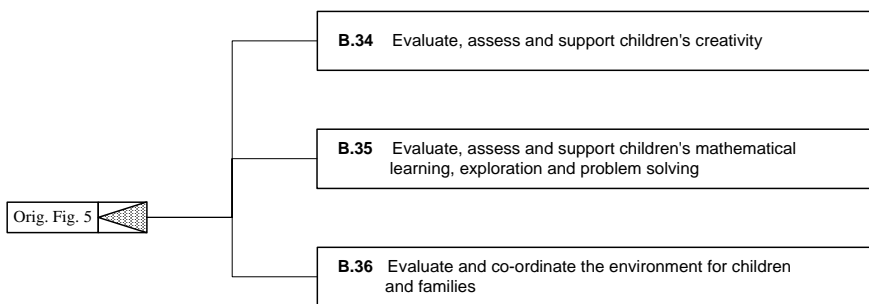 B.34 Evaluate, assess and support children's creativity
B.35 Evaluate, assess and support children's mathematical
learning, exploration and problem solving
Orig. Fig. 5
B.36 Evaluate and co-ordinate the environment for children
and families